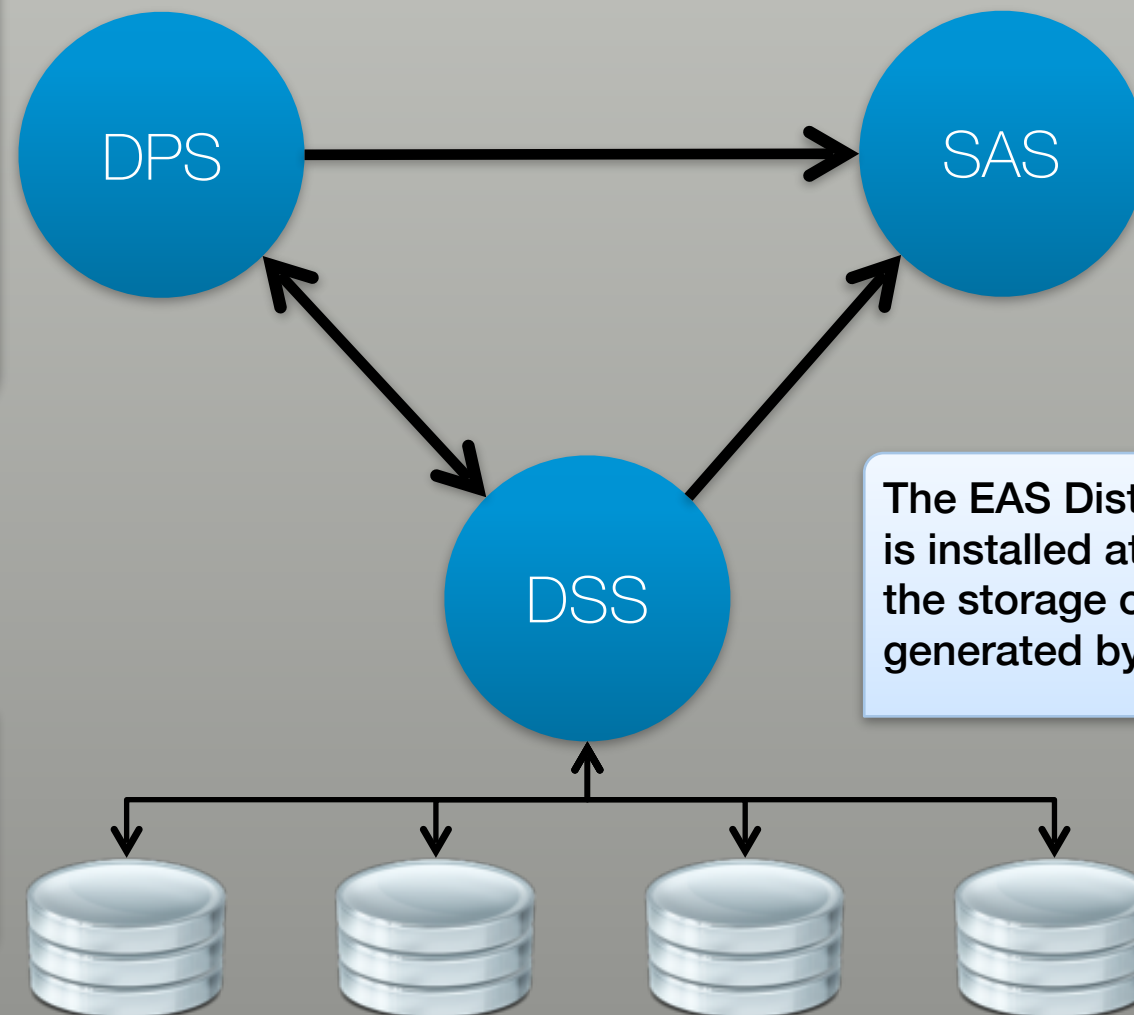 DPS
SAS
DSS
The EAS Dist
is installed at
the storage o
generated by